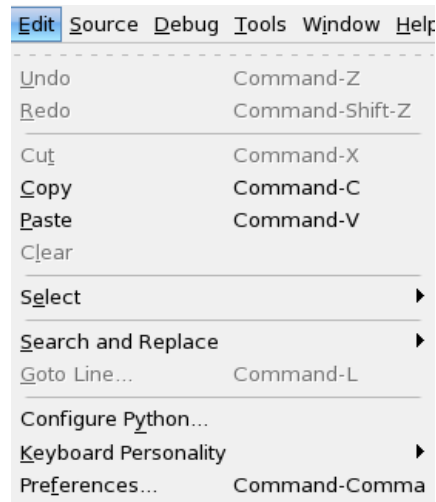 Edit Source Debug Tools Window Help
Undo Command-Z
Redo Command-Shift-Z
Cut Command-X
Copy Command-C
Paste Command-V
Clear
Select
Search and Replace
Goto Line... Command-L
Configure Python...
Keyboard Personality
Preferences... Command-Comma